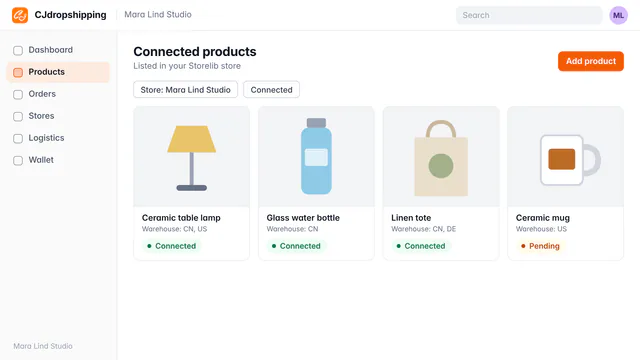 CJdropshipping
Mara Lind Studio
Search
ML
Dashboard
Products
Orders
Stores
Logistics
Wallet
Mara Lind Studio
Connected products
Listed in your Storelib store
Add product
Store: Mara Lind Studio
Connected
Ceramic table lamp
Warehouse: CN, US
Connected
Glass water bottle
Warehouse: CN
Connected
Linen tote
Warehouse: CN, DE
Connected
Ceramic mug
Warehouse: US
Pending